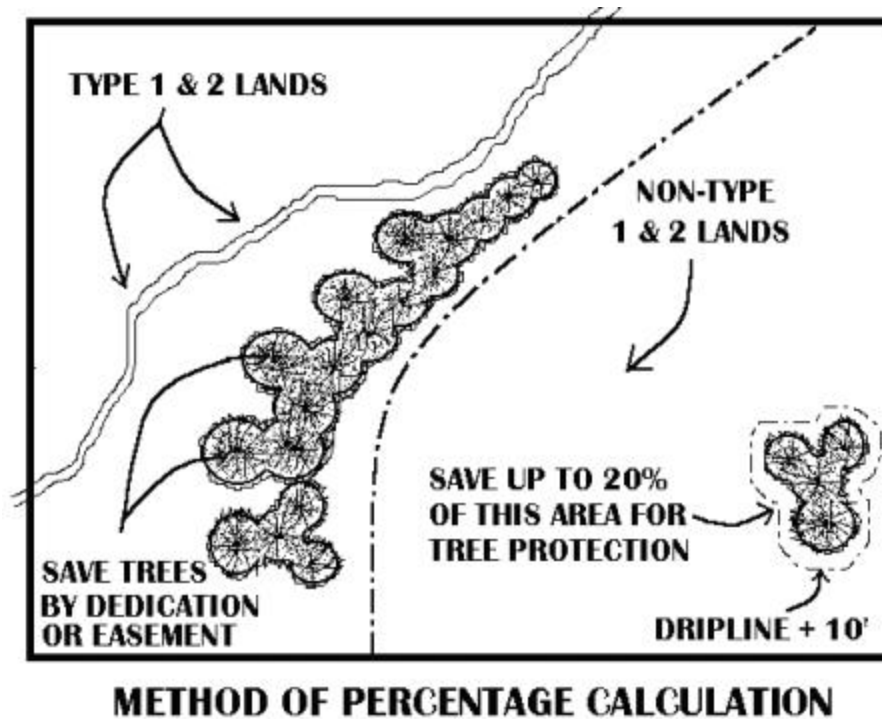 TYPE 1 & 2 LANDS
NON-TYPE
1 & 2 LANDS
SAVE UP TO 20%
OF THIS AREA FOR
TREE PROTECTION
SAVE TREES
BY DEDICATION
OR EASEMENT
DRIPLINE + 10'
METHOD OF PERCENTAGE CALCULATION